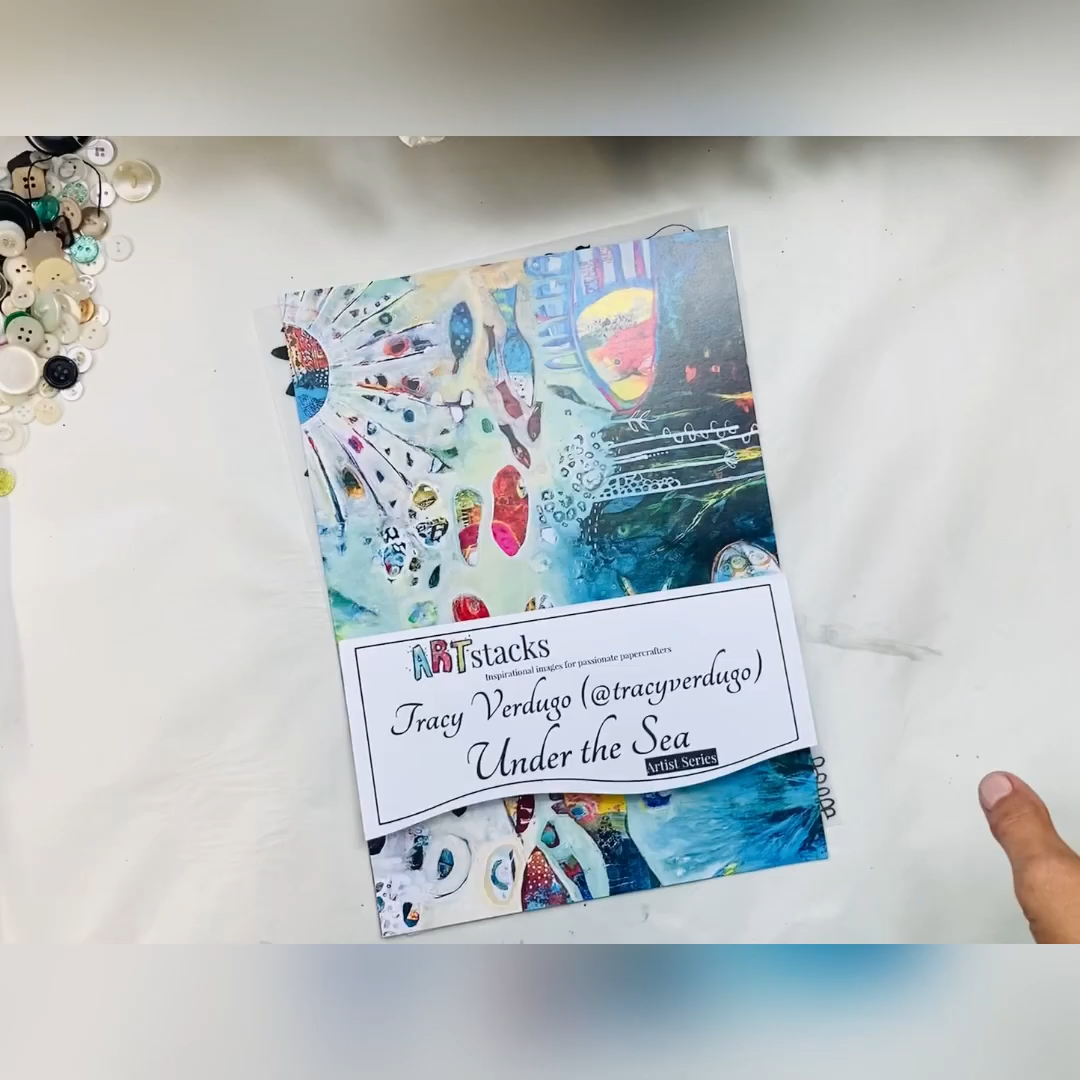 ARTstacks
Inspirational images for passionate papercrafters
Tracy Verdugo (@tracyverdugo)
Under the Sea
Artist Series